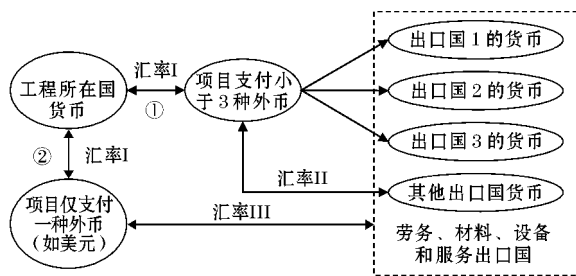 工程所在国
货币
汇率I
①
项目支付小
于3种外币
出口国1的货币
出口国2的货币
出口国3的货币
其他出口国货币
②
汇率I
汇率II
项目仅支付
一种外币
(如美元)
汇率III
劳务、材料、设备
和服务出口国